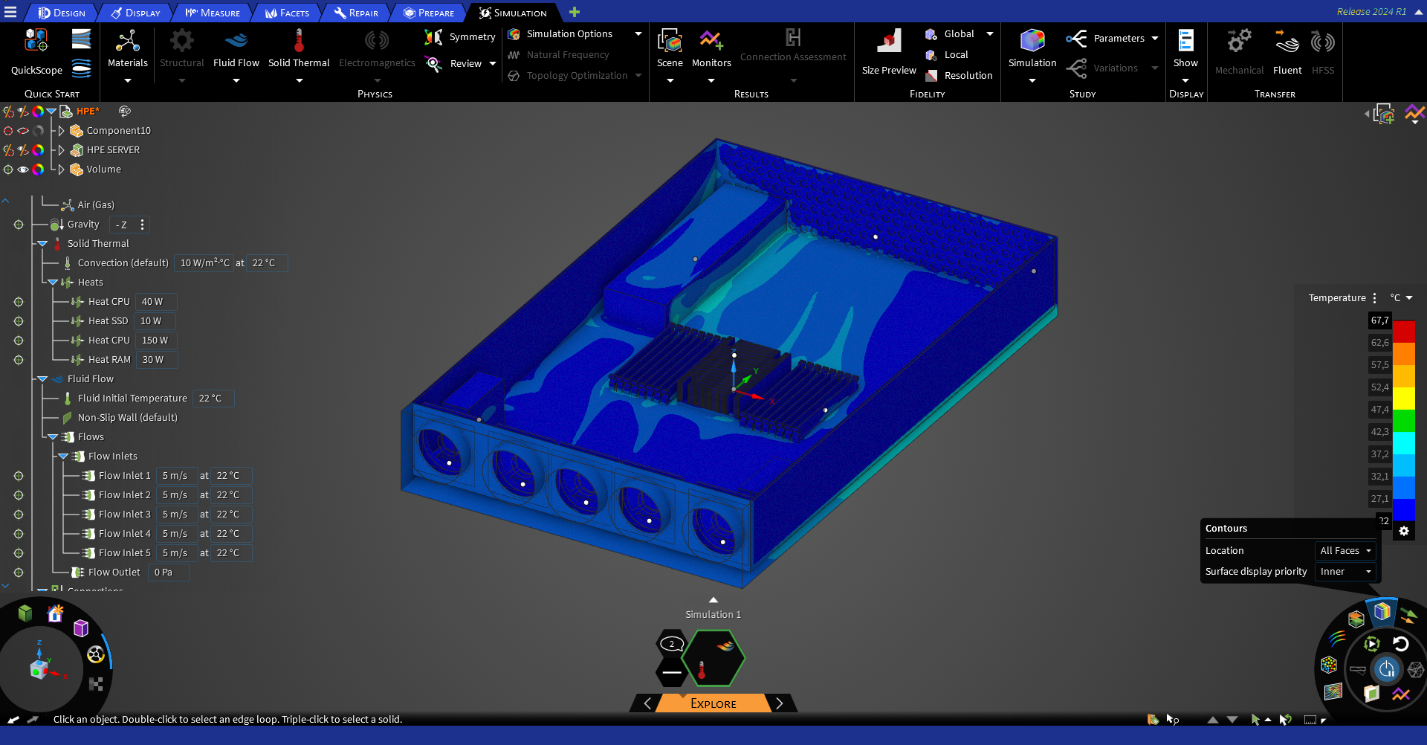 Design Display Measure Facets Repair Prepare Simulation Release 2024 R1
QuickScope Materials Structural Fluid Flow Solid Thermal Electromagnetics
Symmetry
Review
Simulation Options
Natural Frequency
Topology Optimization
Scene Monitors Connection Assessment
Size Preview
Global
Local
Resolution
Simulation
Parameters
Variations
Show
Mechanical Fluent HFSS
Quick Start Physics Results Fidelity Study Display Transfer
HPE*
Component10
HPE SERVER
Volume
Air (Gas)
Gravity - Z
Solid Thermal
Convection (default) 10 W/m²·°C at 22 °C
Heats
Heat CPU 40 W
Heat SSD 10 W
Heat CPU 150 W
Heat RAM 30 W
Fluid Flow
Fluid Initial Temperature 22 °C
Non-Slip Wall (default)
Flows
Flow Inlets
Flow Inlet 1 5 m/s at 22 °C
Flow Inlet 2 5 m/s at 22 °C
Flow Inlet 3 5 m/s at 22 °C
Flow Inlet 4 5 m/s at 22 °C
Flow Inlet 5 5 m/s at 22 °C
Flow Outlet 0 Pa
Z
Y
X
Y
X
Temperature °C
67,7
62,6
57,5
52,4
47,4
42,3
37,2
32,1
27,1
22
Contours
Location All Faces
Surface display priority Inner
Simulation 1
2
Explore
Click an object. Double-click to select an edge loop. Triple-click to select a solid.